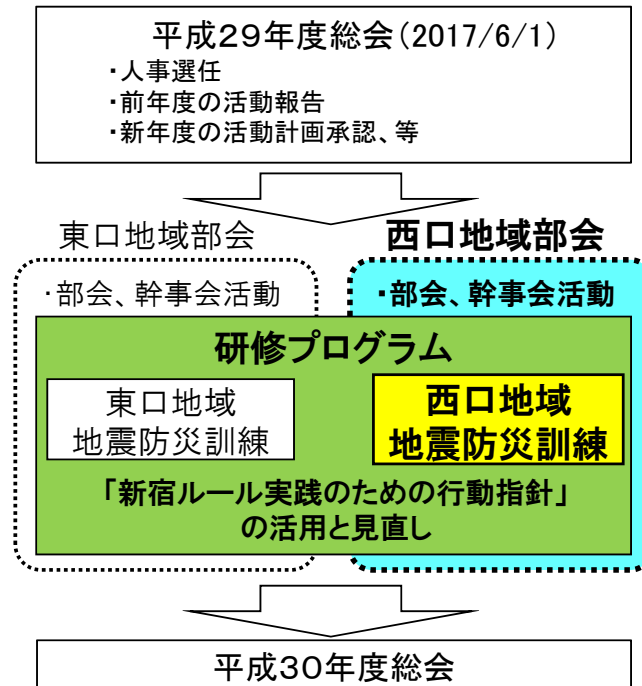 平成29年度総会(2017/6/1)
・人事選任
・前年度の活動報告
・新年度の活動計画承認、等
東口地域部会
西口地域部会
・部会、幹事会活動
・部会、幹事会活動
研修プログラム
東口地域
地震防災訓練
西口地域
地震防災訓練
「新宿ルール実践のための行動指針」
の活用と見直し
平成30年度総会